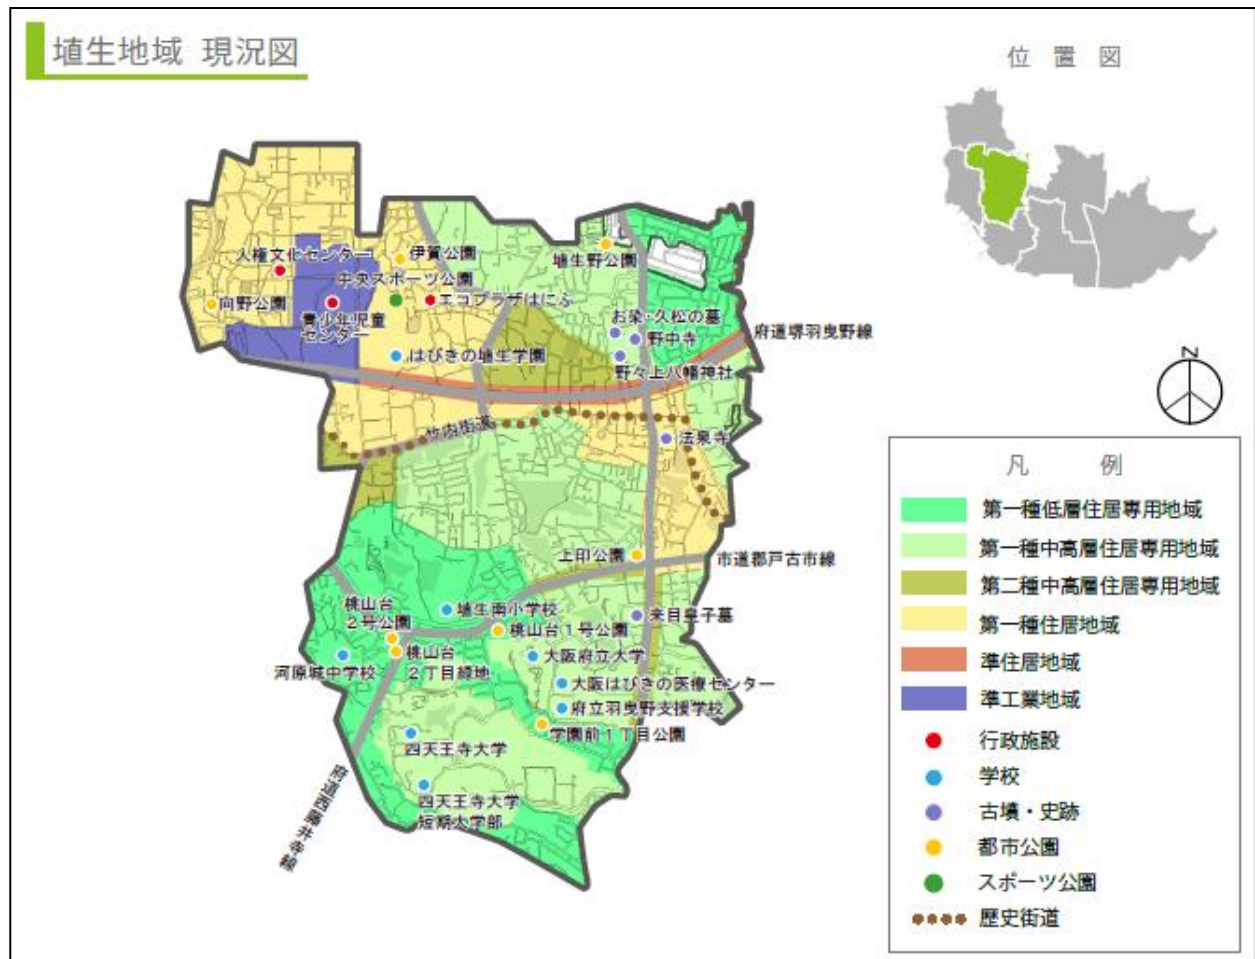 埴生地域 現況図
位 置 図
N
人権文化センター
伊賀公園
中央スポーツ公園
向野公園
青少年児童
センター
エコプラザはにふ
はびきの埴生学園
埴生野公園
お染・久松の墓
野中寺
野々上八幡神社
府道堺羽曳野線
竹内街道
法泉寺
上印公園
市道郡戸古市線
桃山台
2号公園
埴生南小学校
桃山台1号公園
来目皇子墓
河原城中学校
桃山台
2丁目緑地
大阪府立大学
大阪はびきの医療センター
府立羽曳野支援学校
学園前1丁目公園
四天王寺大学
四天王寺大学
短期大学部
府道西藤井寺線
凡 例
第一種低層住居専用地域
第一種中高層住居専用地域
第二種中高層住居専用地域
第一種住居地域
準住居地域
準工業地域
行政施設
学校
古墳・史跡
都市公園
スポーツ公園
歴史街道